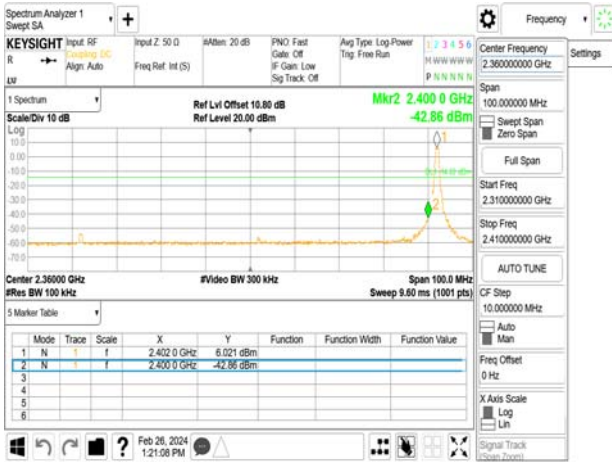 Spectrum Analyzer 1
Swept SA
+
Frequency
KEYSIGHT Input: RF Input Z: 50 Ω #Atten: 20 dB PNO: Fast Avg Type: Log-Power 1 2 3 4 5 6
R Coupling: DC Gate: Off Trig: Free Run M W W W W W
Align: Auto Freq Ref: Int (S) IF Gain: Low
Sig Track: Off P N N N N N
LXI
Center Frequency
2.360000000 GHz
Settings
Span
100.000000 MHz
Swept Span
Zero Span
Full Span
Start Freq
2.310000000 GHz
Stop Freq
2.410000000 GHz
AUTO TUNE
CF Step
10.000000 MHz
Auto
Man
Freq Offset
0 Hz
X Axis Scale
Log
Lin
Signal Track
(Span Zoom)
1 Spectrum
Scale/Div 10 dB
Ref Lvl Offset 10.80 dB
Ref Level 20.00 dBm
Mkr2 2.400 0 GHz
-42.86 dBm
Log
10.0
0.00
-10.0
-20.0
-30.0
-40.0
-50.0
-60.0
-70.0
1
2
Center 2.36000 GHz #Video BW 300 kHz Span 100.0 MHz
#Res BW 100 kHz Sweep 9.60 ms (1001 pts)
5 Marker Table
Mode Trace Scale X Y Function Function Width Function Value
1 N 1 f 2.402 0 GHz 6.021 dBm
2 N 1 f 2.400 0 GHz -42.86 dBm
3
4
5
6
?
Feb 26, 2024
1:21:08 PM